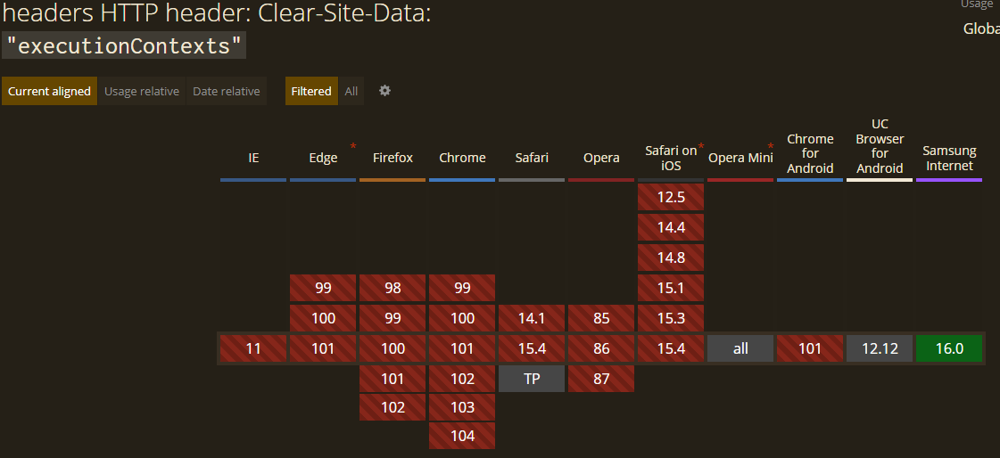 headers HTTP header: Clear-Site-Data:
Usage
"executionContexts"
Globa
Current aligned Usage relative Date relative Filtered All
IE Edge * Firefox Chrome Safari Opera Safari on iOS * Opera Mini * Chrome for Android UC Browser for Android Samsung Internet
12.5
14.4
14.8
99 98 99 15.1
100 99 100 14.1 85 15.3
11 101 100 101 15.4 86 15.4 all 101 12.12 16.0
101 102 TP 87
102 103
104